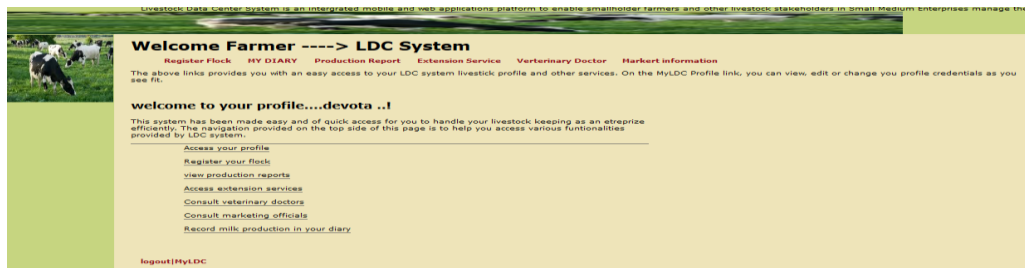 Livestock Data Center System is an intergrated mobile and web applications platform to enable smallholder farmers and other livestock stakeholders in Small Medium Enterprises manage the
Welcome Farmer ----> LDC System
Register Flock MY DIARY Production Report Extension Service Verterinary Doctor Markert information
The above links provides you with an easy access to your LDC system livestick profile and other services. On the MyLDC Profile link, you can view, edit or change you profile credentials as you
see fit.
welcome to your profile....devota ..!
This system has been made easy and of quick access for you to handle your livestock keeping as an etreprize
efficiently. The navigation provided on the top side of this page is to help you access various funtionalities
provided by LDC system.
Access your profile
Register your flock
view production reports
Access extension services
Consult veterinary doctors
Consult marketing officials
Record milk production in your diary
logout|MyLDC